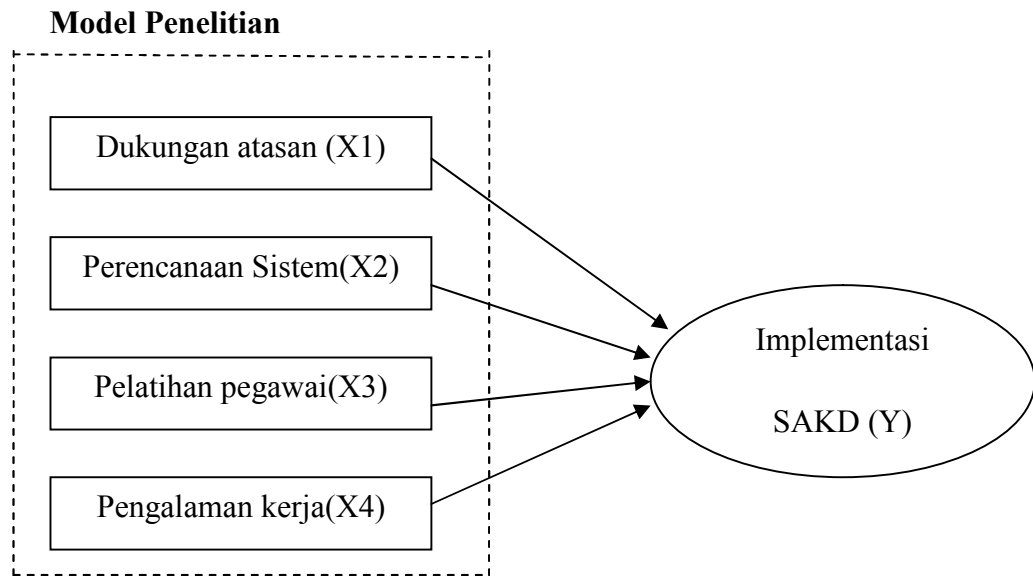 Model Penelitian
Dukungan atasan (X1)
Perencanaan Sistem(X2)
Pelatihan pegawai(X3)
Pengalaman kerja(X4)
Implementasi
SAKD (Y)